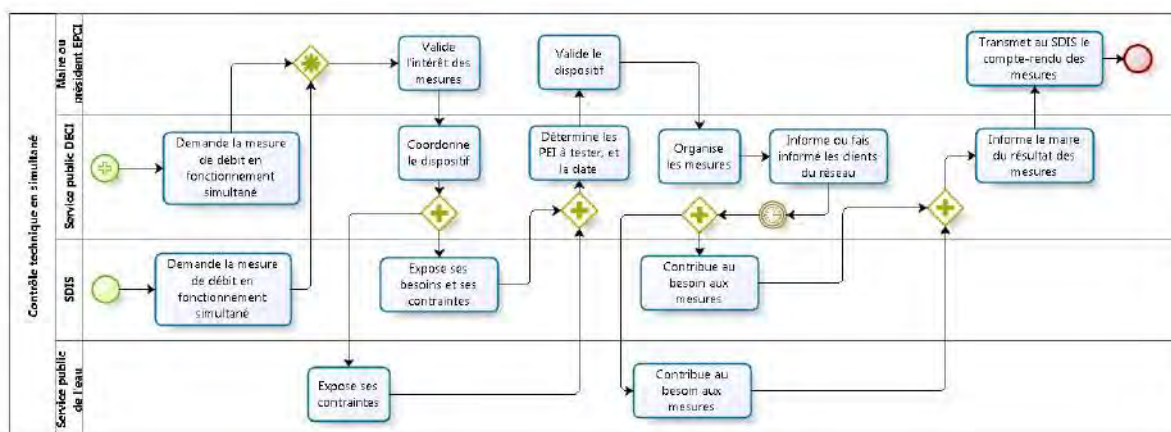 Contrôle technique en simultané
Maire ou
président EPCI
Valide
l'intérêt des
mesures
Valide le
dispositif
Transmet au SDIS le
compte-rendu des
mesures
Service public DECI
Demande la mesure
de débit en
fonctionnement
simultané
Coordonne
le dispositif
Détermine les
PEI à tester, et
la date
Organise
les mesures
Informe ou fais
informé les clients
du réseau
Informe le maire
du résultat des
mesures
SDIS
Demande la mesure
de débit en
fonctionnement
simultané
Expose ses
besoins et ses
contraintes
Contribue au
besoin aux
mesures
Service public
de l'eau
Expose ses
contraintes
Contribue au
besoin aux
mesures